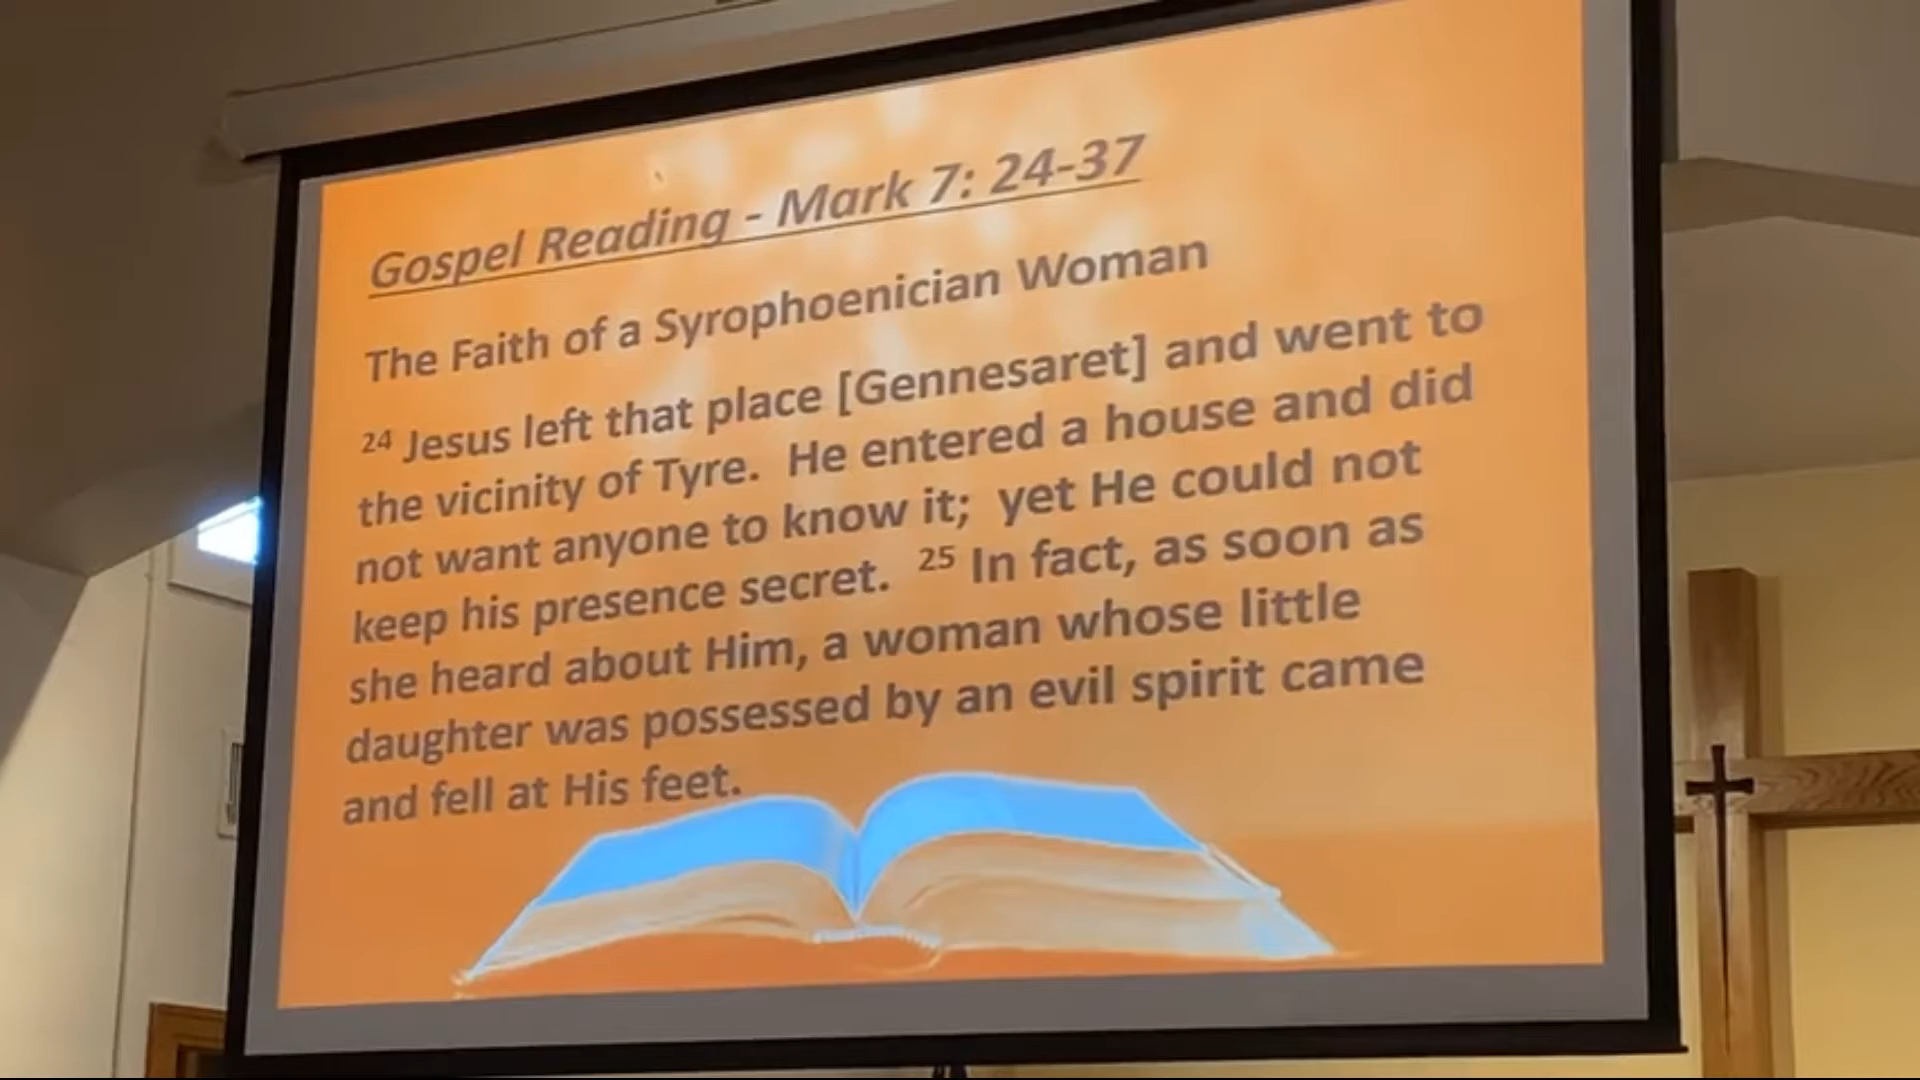 Gospel Reading - Mark 7: 24-37
The Faith of a Syrophoenician Woman
24 Jesus left that place [Gennesaret] and went to
the vicinity of Tyre. He entered a house and did
not want anyone to know it; yet He could not
keep his presence secret. 25 In fact, as soon as
she heard about Him, a woman whose little
daughter was possessed by an evil spirit came
and fell at His feet.